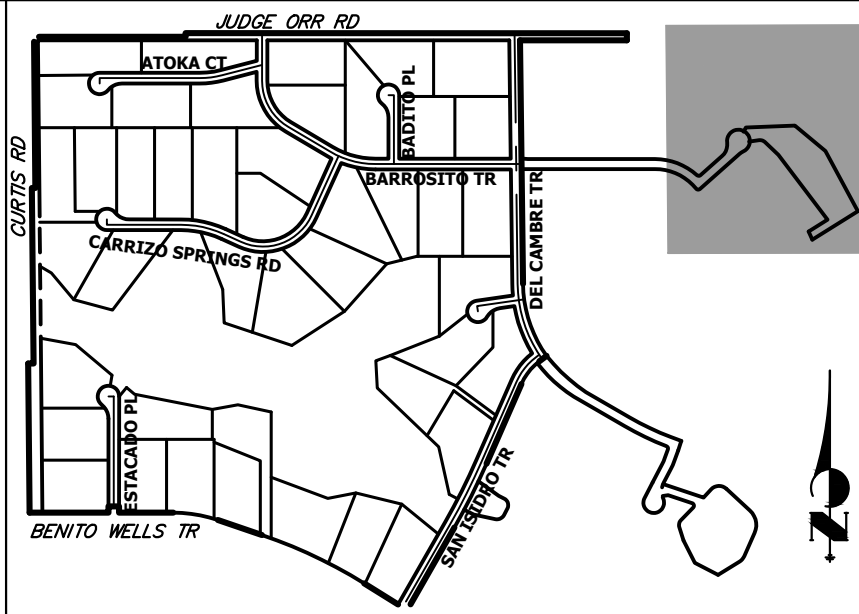 JUDGE ORR RD
ATOKA CT
BADITO PL
CURTIS RD
BARROSITO TR
DEL CAMBRE TR
CARRIZO SPRINGS RD
ESTACADO PL
SAN ISIDRO TR
BENITO WELLS TR
N